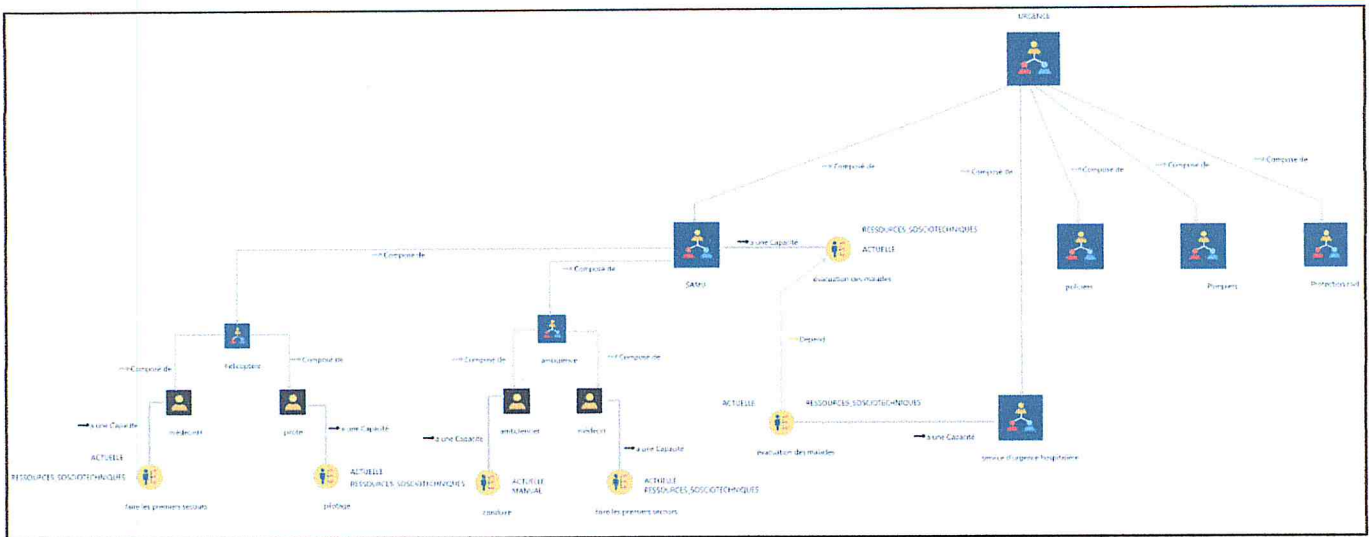 URGENCE
Composé de
Composé de
Composé de
Composé de
Composé de
RESSOURCES_SOSCIOTECHNIQUES
a une Capacité
ACTUELLE
Composé de
Composé de
SAMU
évacuation des malades
policiers
Pompiers
Protection civil
Dépend
hélicoptère
ambulance
Composé de
Composé de
Composé de
Composé de
ACTUELLE
RESSOURCES_SOSCIOTECHNIQUES
médecin
pilote
ambulancier
médecin
a une Capacité
a une Capacité
a une Capacité
a une Capacité
a une Capacité
évacuation des malades
service d'urgence hospitalière
ACTUELLE
RESSOURCES_SOSCIOTECHNIQUES
ACTUELLE
RESSOURCES_SOSCIOTECHNIQUES
ACTUELLE
MANUAL
ACTUELLE
RESSOURCES_SOSCIOTECHNIQUES
faire les premiers secours
pilotage
conduire
faire les premiers secours